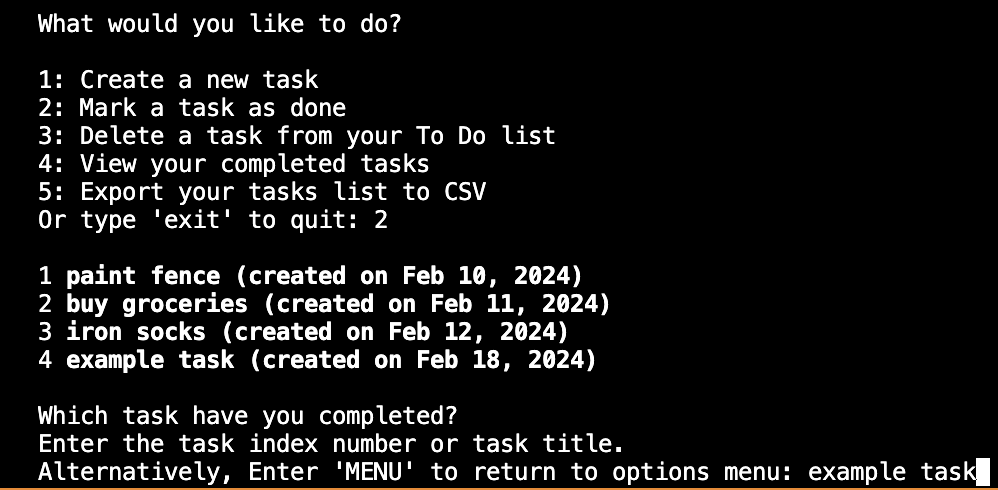 What would you like to do?
1: Create a new task
2: Mark a task as done
3: Delete a task from your To Do list
4: View your completed tasks
5: Export your tasks list to CSV
Or type 'exit' to quit: 2
1 paint fence (created on Feb 10, 2024)
2 buy groceries (created on Feb 11, 2024)
3 iron socks (created on Feb 12, 2024)
4 example task (created on Feb 18, 2024)
Which task have you completed?
Enter the task index number or task title.
Alternatively, Enter 'MENU' to return to options menu: example task